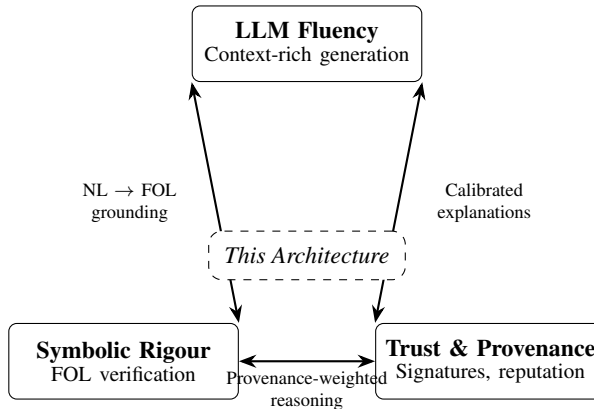 LLM Fluency
Context-rich generation
NL → FOL
grounding
Calibrated
explanations
This Architecture
Symbolic Rigour
FOL verification
Provenance-weighted
reasoning
Trust & Provenance
Signatures, reputation